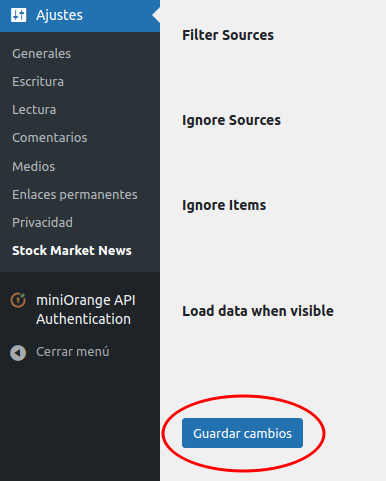 Ajustes
Generales
Escritura
Lectura
Comentarios
Medios
Enlaces permanentes
Privacidad
Stock Market News
miniOrange API
Authentication
Cerrar menú
Filter Sources
Ignore Sources
Ignore Items
Load data when visible
Guardar cambios